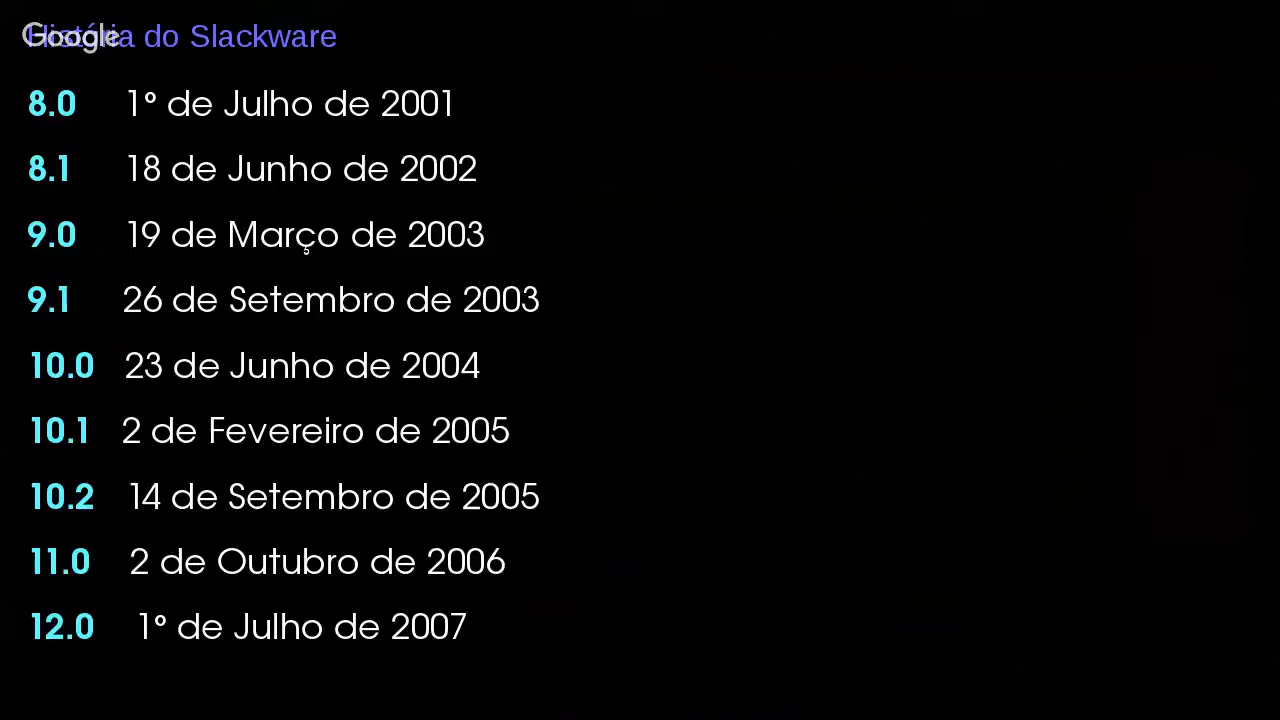 Google
História do Slackware
8.0 1° de Julho de 2001
8.1 18 de Junho de 2002
9.0 19 de Março de 2003
9.1 26 de Setembro de 2003
10.0 23 de Junho de 2004
10.1 2 de Fevereiro de 2005
10.2 14 de Setembro de 2005
11.0 2 de Outubro de 2006
12.0 1° de Julho de 2007